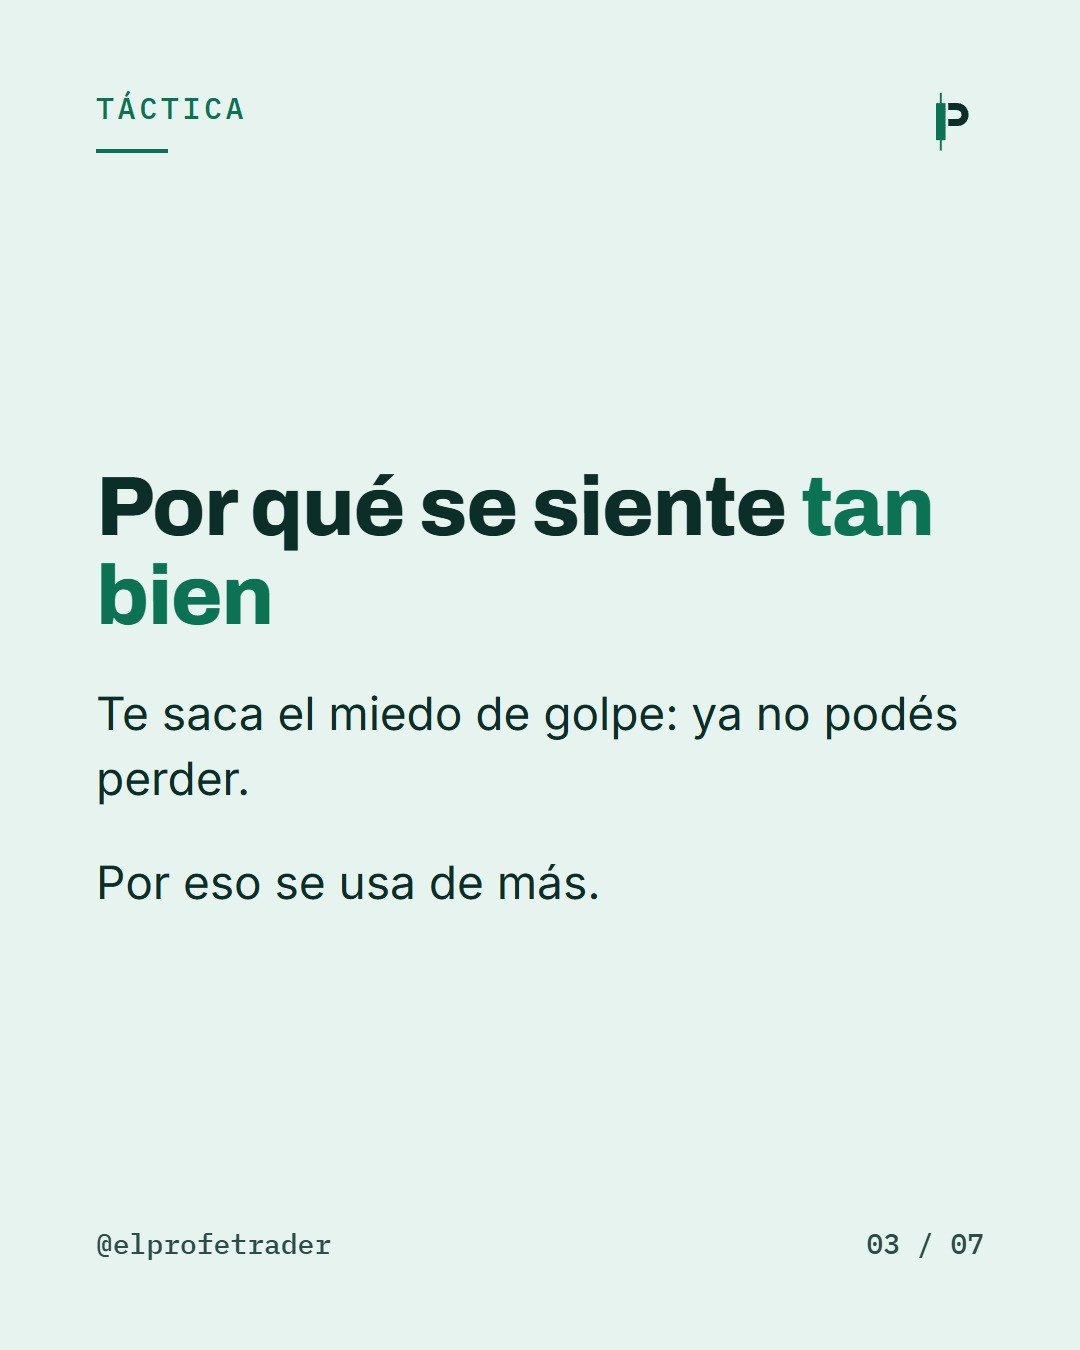 TÁCTICA
Por qué se siente tan
bien
Te saca el miedo de golpe: ya no podés
perder.
Por eso se usa de más.
@elprofetrader
03 / 07